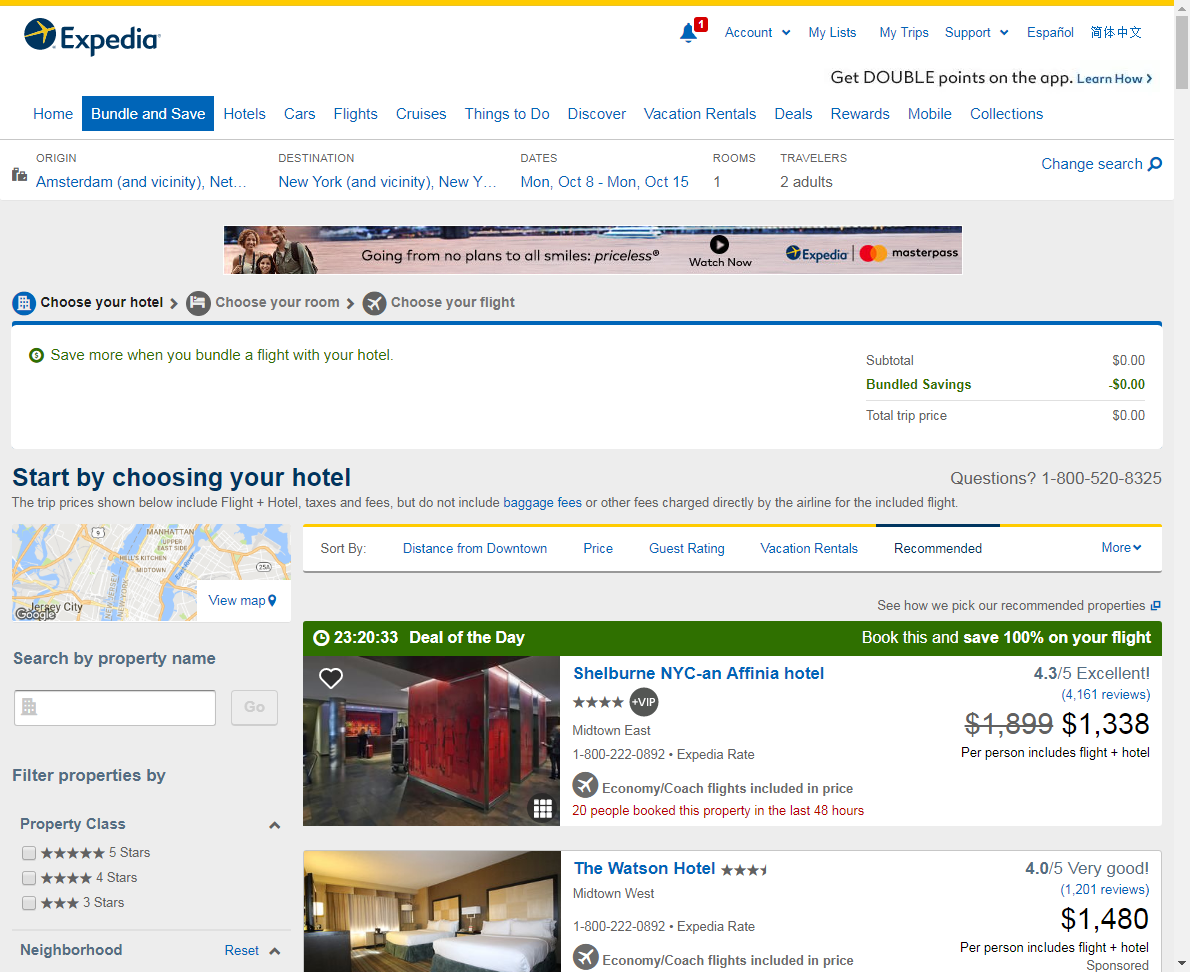 Expedia
1
Account
My Lists
My Trips
Support
Español
简体中文
Get DOUBLE points on the app. Learn How
Home
Bundle and Save
Hotels
Cars
Flights
Cruises
Things to Do
Discover
Vacation Rentals
Deals
Rewards
Mobile
Collections
ORIGIN
Amsterdam (and vicinity), Net...
DESTINATION
New York (and vicinity), New Y...
DATES
Mon, Oct 8 - Mon, Oct 15
ROOMS
1
TRAVELERS
2 adults
Change search
Going from no plans to all smiles: priceless®
Watch Now
Expedia
masterpass
Choose your hotel
Choose your room
Choose your flight
Save more when you bundle a flight with your hotel.
Subtotal $0.00
Bundled Savings -$0.00
Total trip price $0.00
Start by choosing your hotel
Questions? 1-800-520-8325
The trip prices shown below include Flight + Hotel, taxes and fees, but do not include baggage fees or other fees charged directly by the airline for the included flight.
MANHATTAN
9
UPPER
EAST SIDE
HELL'S KITCHEN
MIDTOWN
East River
25A
NEW JERSEY
NEW YORK
Jersey City
Google
View map
Sort By:
Distance from Downtown
Price
Guest Rating
Vacation Rentals
Recommended
More
See how we pick our recommended properties
Search by property name
Go
Filter properties by
Property Class
5 Stars
4 Stars
3 Stars
Neighborhood
Reset
23:20:33 Deal of the Day
Book this and save 100% on your flight
Shelburne NYC-an Affinia hotel
+VIP
Midtown East
1-800-222-0892 • Expedia Rate
Economy/Coach flights included in price
20 people booked this property in the last 48 hours
4.3/5 Excellent!
(4,161 reviews)
$1,899 $1,338
Per person includes flight + hotel
The Watson Hotel
Midtown West
1-800-222-0892 • Expedia Rate
Economy/Coach flights included in price
4.0/5 Very good!
(1,201 reviews)
$1,480
Per person includes flight + hotel
Sponsored